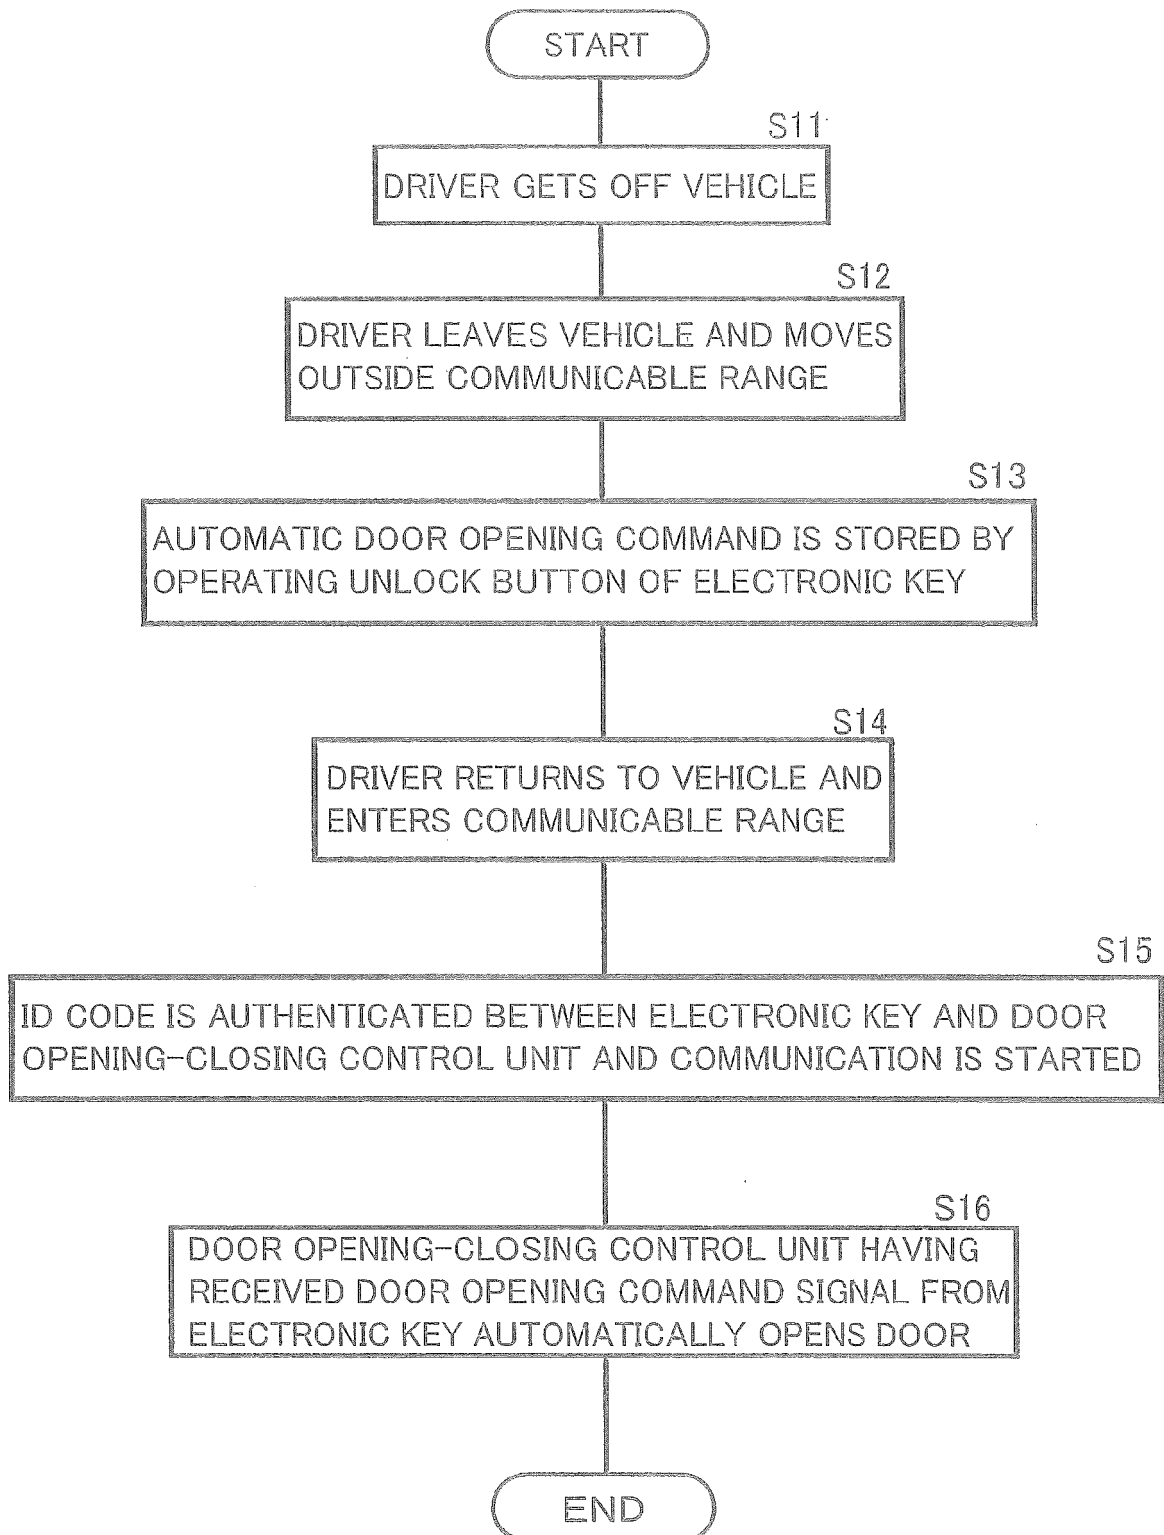 START
S11
DRIVER GETS OFF VEHICLE
S12
DRIVER LEAVES VEHICLE AND MOVES
OUTSIDE COMMUNICABLE RANGE
S13
AUTOMATIC DOOR OPENING COMMAND IS STORED BY
OPERATING UNLOCK BUTTON OF ELECTRONIC KEY
S14
DRIVER RETURNS TO VEHICLE AND
ENTERS COMMUNICABLE RANGE
S15
ID CODE IS AUTHENTICATED BETWEEN ELECTRONIC KEY AND DOOR
OPENING-CLOSING CONTROL UNIT AND COMMUNICATION IS STARTED
S16
DOOR OPENING-CLOSING CONTROL UNIT HAVING
RECEIVED DOOR OPENING COMMAND SIGNAL FROM
ELECTRONIC KEY AUTOMATICALLY OPENS DOOR
END